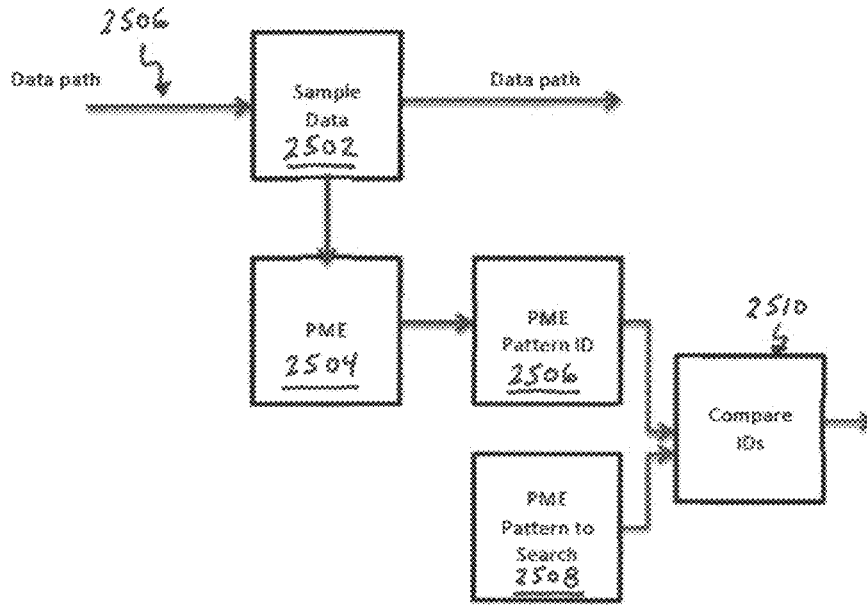 2506
Data path
Data path
Sample
Data
2502
PME
2504
PME
Pattern ID
2506
2510
Compare
IDs
PME
Pattern to
Search
2508